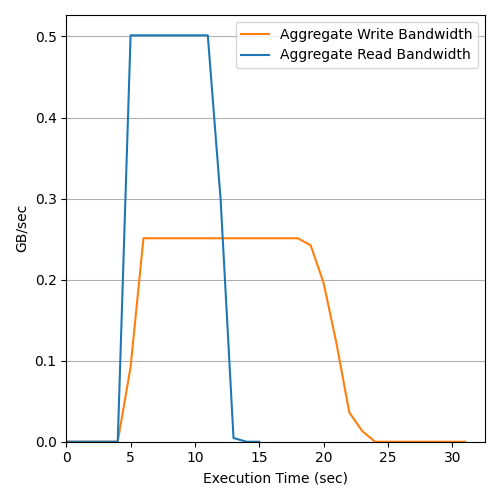 Aggregate Write Bandwidth
Aggregate Read Bandwidth
GB/sec
0.5
0.4
0.3
0.2
0.1
0.0
0 5 10 15 20 25 30
Execution Time (sec)